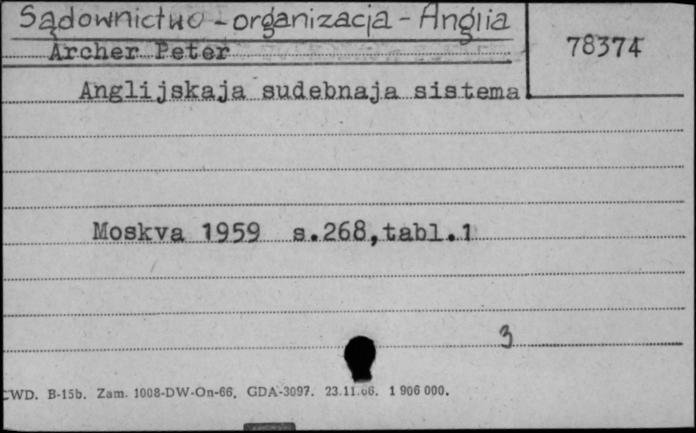 Sądownictwo - organizacja - Anglia
Archer Peter
78374
Anglijskaja sudebnaja sistema
Moskva 1959 s.268,tabl.1
3
CWD. B-15b. Zam. 1008-DW-On-66. GDA-3097. 23.11.66. 1 906 000.